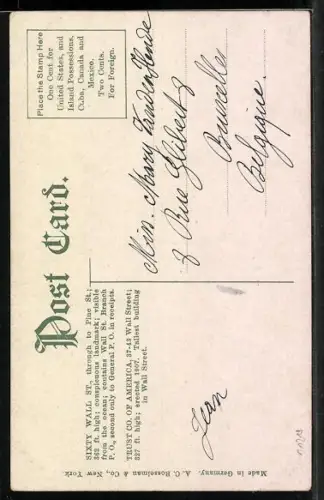 Post Card.
Place the Stamp Here
One Cent for
United States, and
Island Possessions,
Cuba, Canada and
Mexico.
Two Cents.
For Foreign.
SIXTY WALL ST. through to Pine St.;
342 ft. high; conspicuous landmark; visible
from the ocean; contains Wall St. Branch
P. O., second only to General P. O. in receipts.
TRUST CO. OF AMERICA, 37-43 Wall Street;
327 ft. high; erected 1907. Tallest building
in Wall Street.
Jean
Made in Germany. A. C. Bosselman & Co., New York
Miss. Mary
8 Rue
Bruxelles
Belgique.